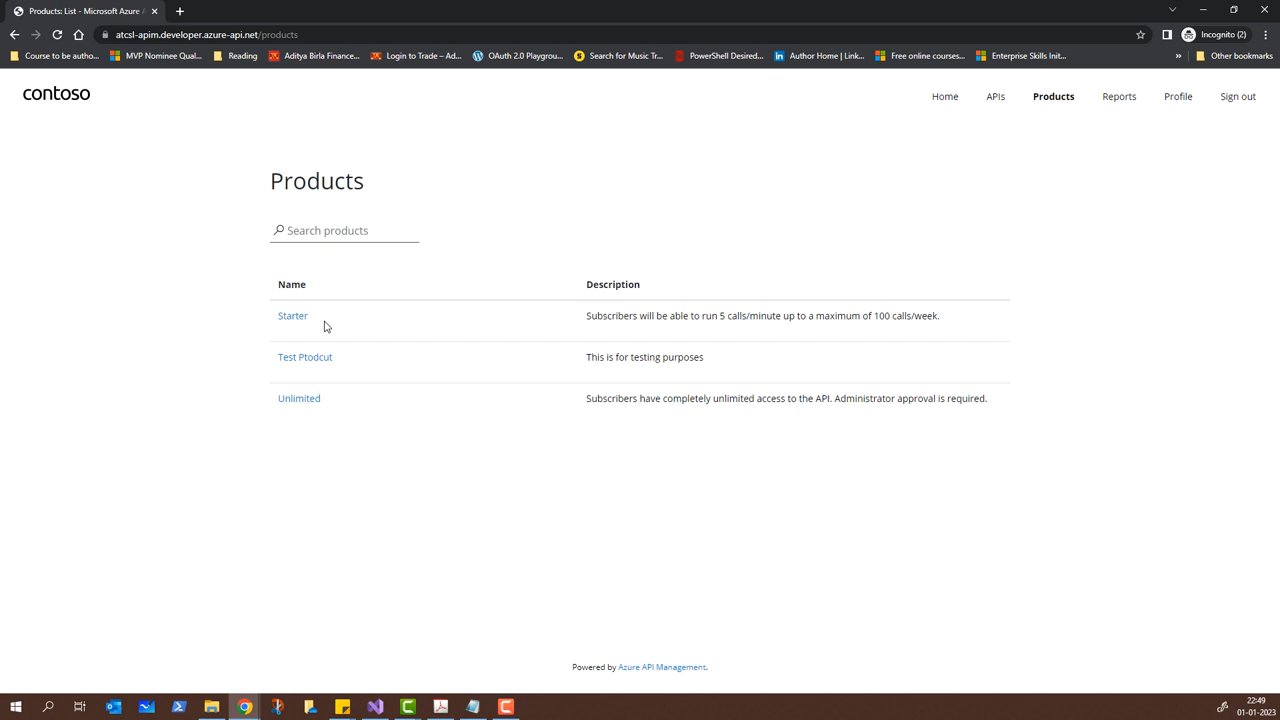 Products: List - Microsoft Azure
atcsl-apim.developer.azure-api.net/products
Incognito (2)
Course to be autho...
MVP Nominee Qual...
Reading
Aditya Birla Finance...
Login to Trade – Ad...
OAuth 2.0 Playgrou...
Search for Music Tr...
PowerShell Desired...
Author Home | Link...
Free online courses...
Enterprise Skills Init...
»
Other bookmarks
contoso
Home
APIs
Products
Reports
Profile
Sign out
Products
Search products
Name
Description
Starter
Subscribers will be able to run 5 calls/minute up to a maximum of 100 calls/week.
Test Ptodcut
This is for testing purposes
Unlimited
Subscribers have completely unlimited access to the API. Administrator approval is required.
Powered by Azure API Management.
22:49
01-01-2023